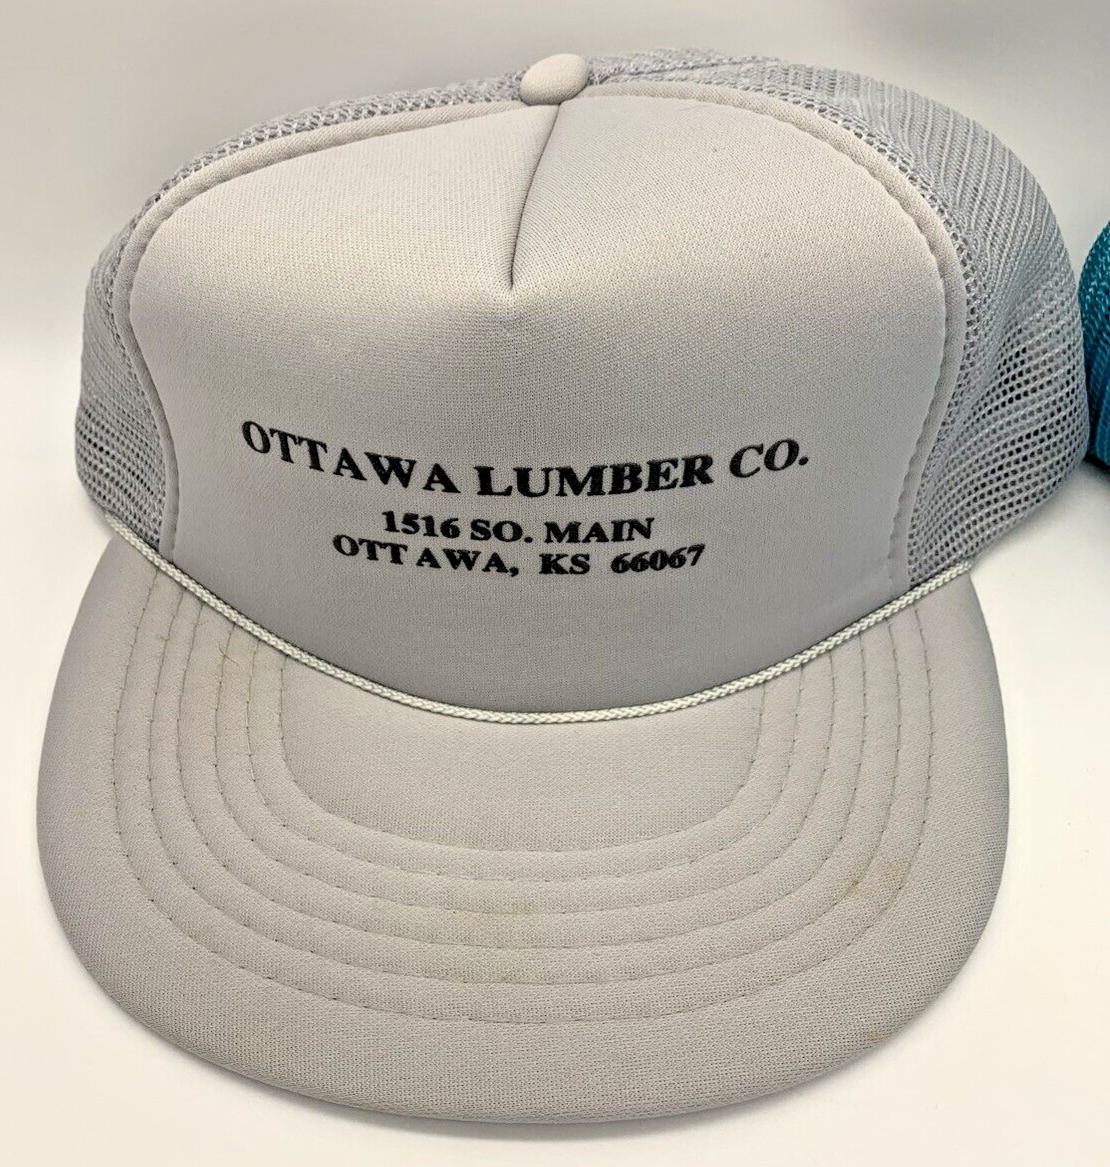 OTTAWA LUMBER CO.
1516 SO. MAIN
OTTAWA, KS 66067